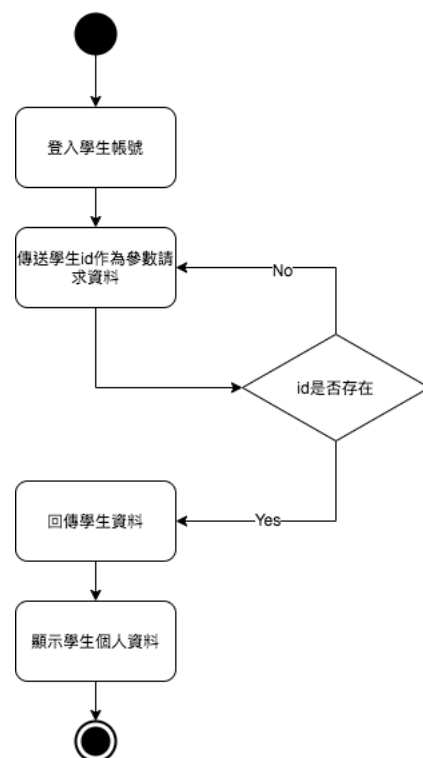 登入學生帳號
傳送學生id作為參數請
求資料
No
id是否存在
回傳學生資料
Yes
顯示學生個人資料